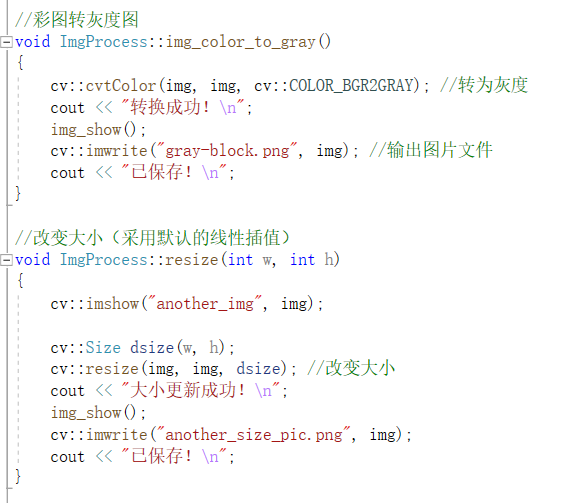 //彩图转灰度图
void ImgProcess::img_color_to_gray()
{
    cv::cvtColor(img, img, cv::COLOR_BGR2GRAY); //转为灰度
    cout << "转换成功！\n";
    img_show();
    cv::imwrite("gray-block.png", img); //输出图片文件
    cout << "已保存！\n";
}

//改变大小（采用默认的线性插值）
void ImgProcess::resize(int w, int h)
{
    cv::imshow("another_img", img);

    cv::Size dsize(w, h);
    cv::resize(img, img, dsize); //改变大小
    cout << "大小更新成功！\n";
    img_show();
    cv::imwrite("another_size_pic.png", img);
    cout << "已保存！\n";
}